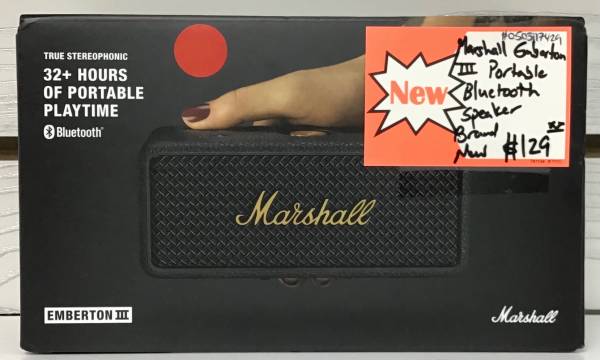 TRUE STEREOPHONIC
32+ HOURS
OF PORTABLE
PLAYTIME
Bluetooth®
New
Marshall Emberton
III Portable
Bluetooth
Speaker
Brand
New $129
Marshall
EMBERTON III
Marshall